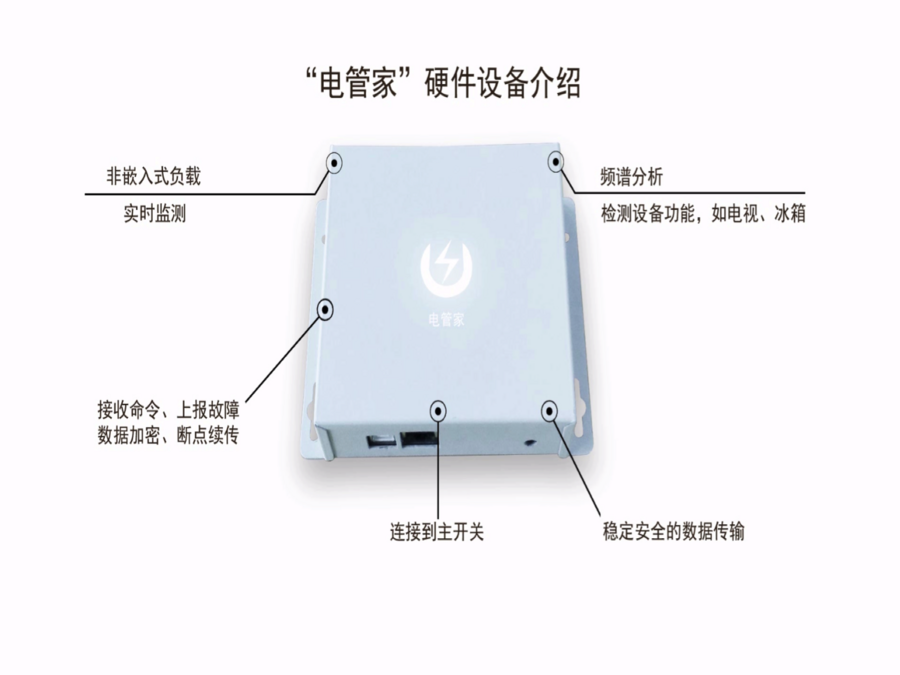 “电管家”硬件设备介绍
非嵌入式负载
实时监测
频谱分析
检测设备功能，如电视、冰箱
电管家
接收命令、上报故障
数据加密、断点续传
连接到主开关
稳定安全的数据传输